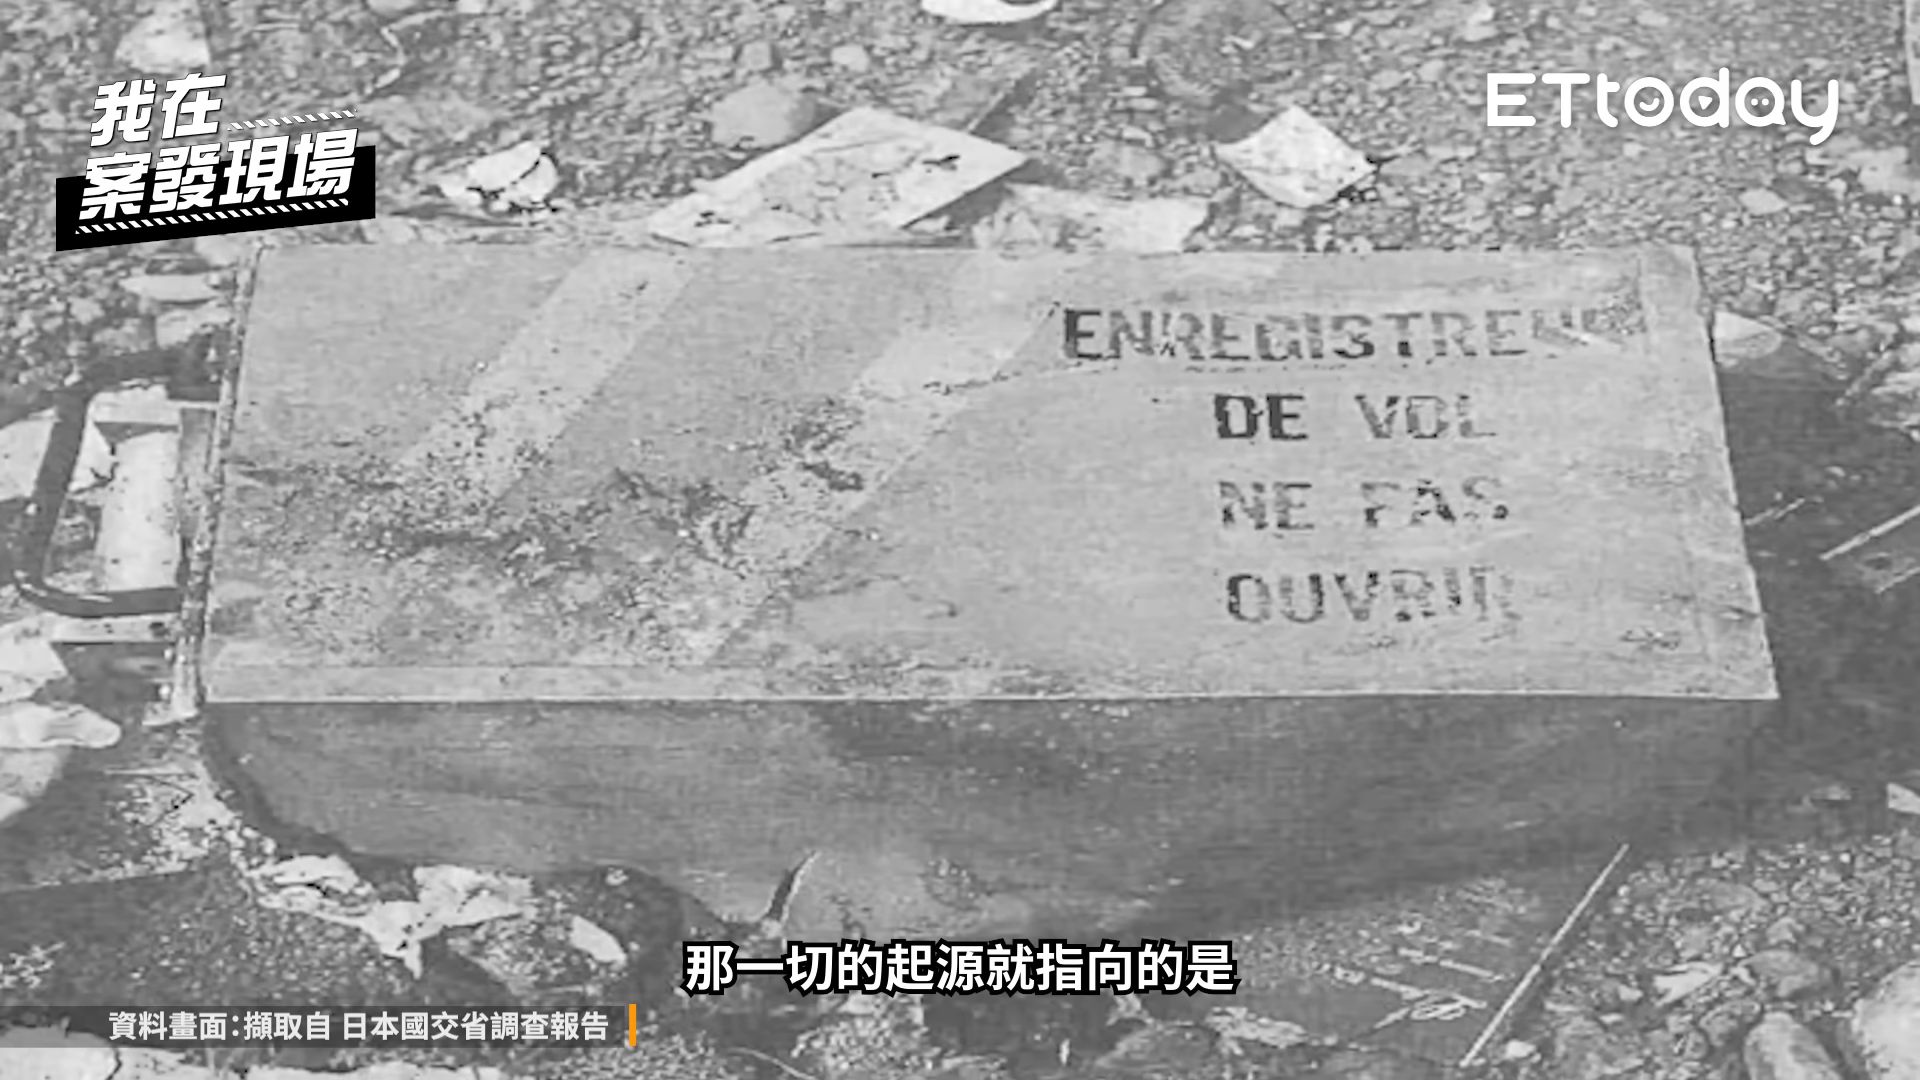 我在
案發現場
ETtoday
ENREGISTREUR
DE VOL
NE PAS
OUVRIR
那一切的起源就指向的是
資料畫面:擷取自 日本國交省調查報告